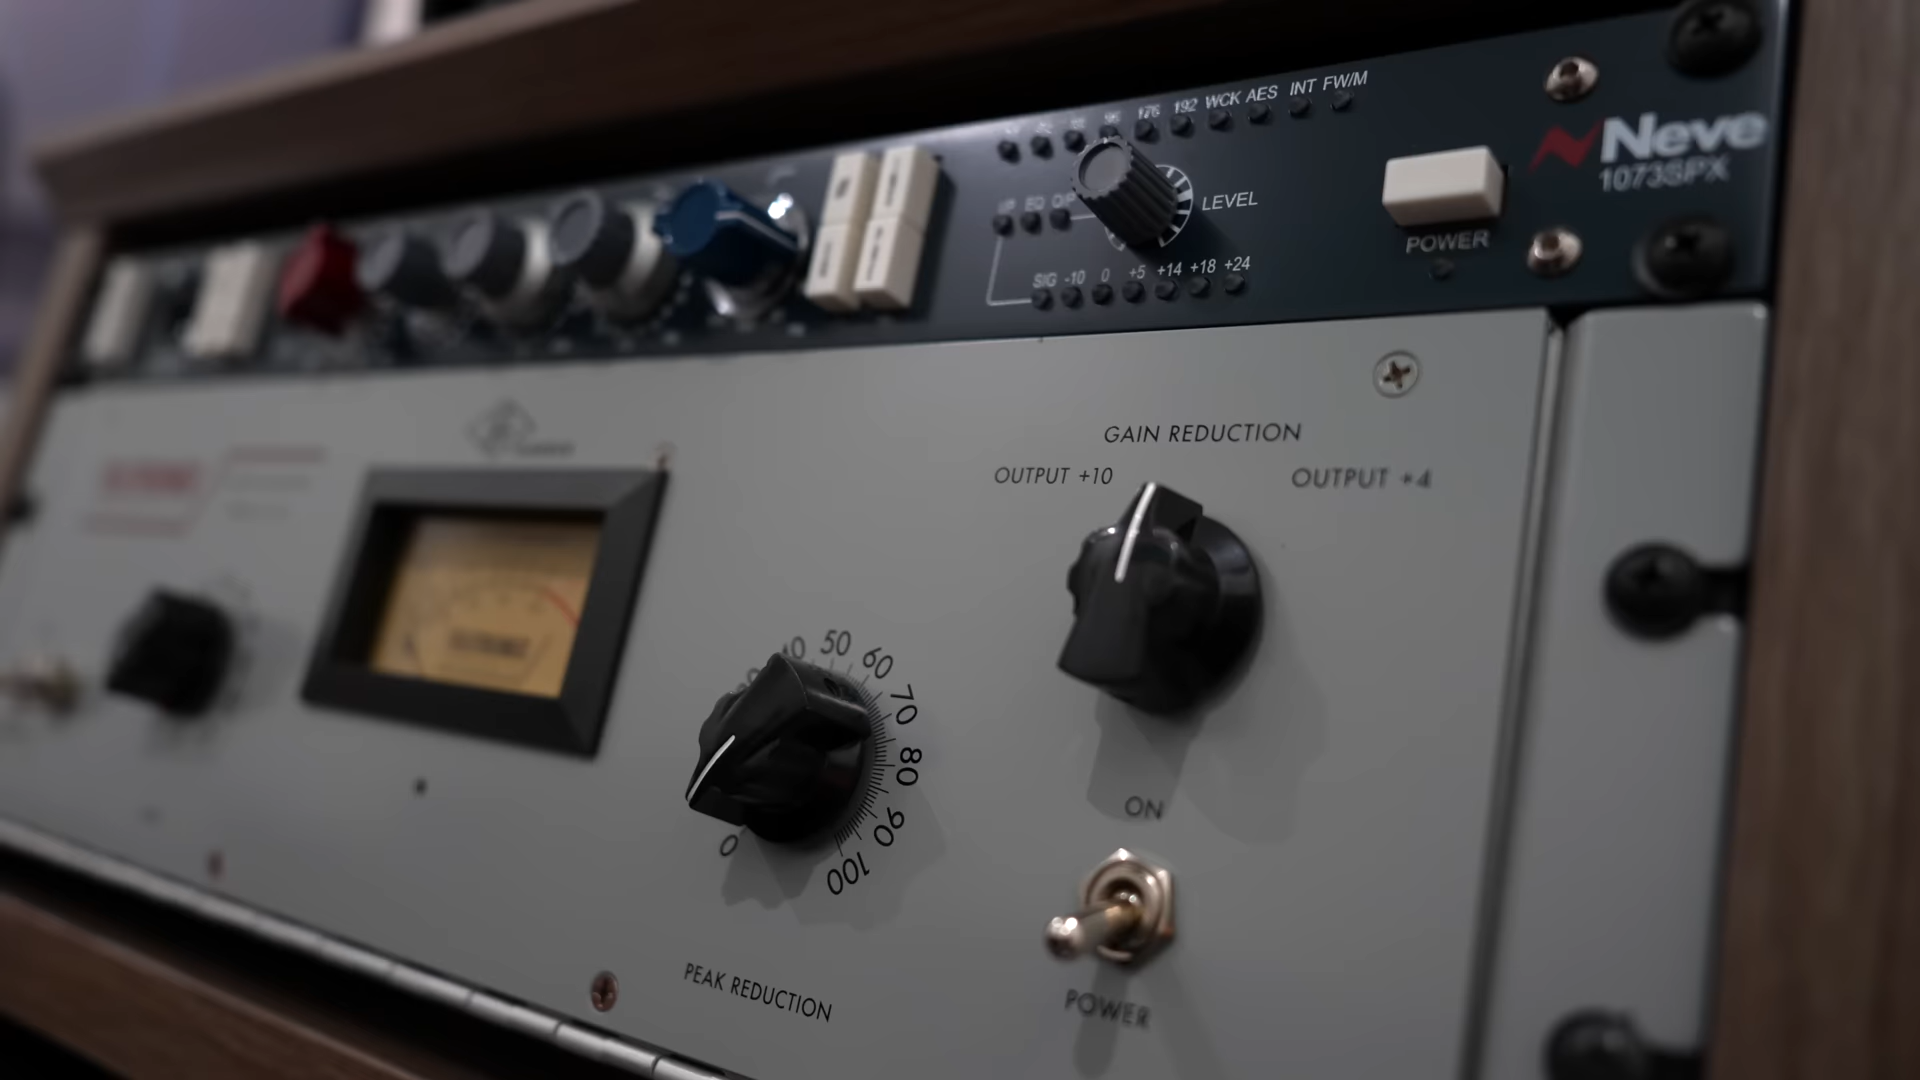 176 192 WCK AES INT FW/M
Neve
1073SPX
LEVEL
POWER
SIG -10 0 +5 +14 +18 +24
GAIN REDUCTION
OUTPUT +10
OUTPUT +4
50
60
70
80
90
100
0
ON
PEAK REDUCTION
POWER